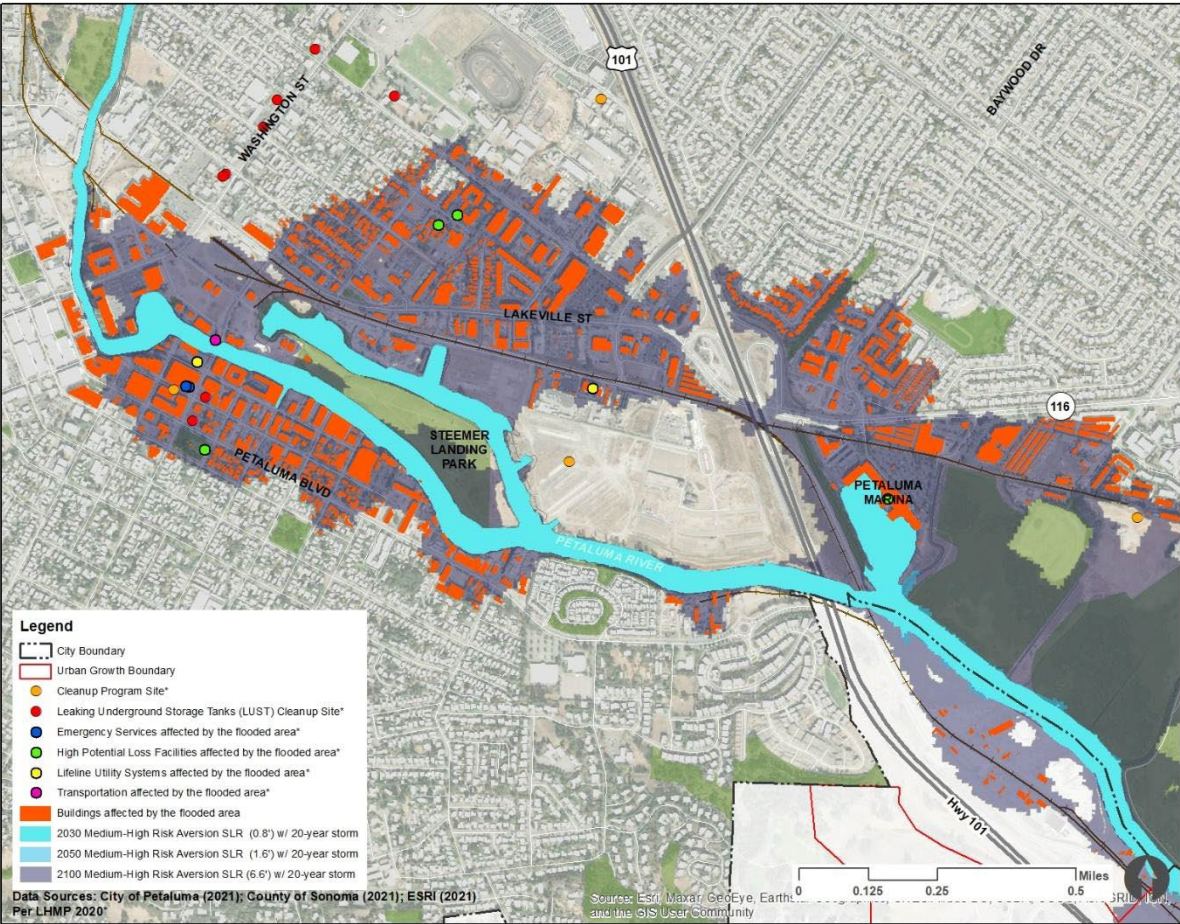 101
BAYWOOD DR
WASHINGTON ST
LAKEVILLE ST
116
STEEMER
LANDING
PARK
PETALUMA
MARINA
PETALUMA BLVD
PETALUMA RIVER
Hwy 101
Legend
City Boundary
Urban Growth Boundary
Cleanup Program Site*
Leaking Underground Storage Tanks (LUST) Cleanup Site*
Emergency Services affected by the flooded area*
High Potential Loss Facilities affected by the flooded area*
Lifeline Utility Systems affected by the flooded area*
Transportation affected by the flooded area*
Buildings affected by the flooded area
2030 Medium-High Risk Aversion SLR (0.8') w/ 20-year storm
2050 Medium-High Risk Aversion SLR (1.6') w/ 20-year storm
2100 Medium-High Risk Aversion SLR (6.6') w/ 20-year storm
Miles
0 0.125 0.25 0.5
Data Sources: City of Petaluma (2021); County of Sonoma (2021); ESRI (2021)
Per LHMP 2020*
Source: Esri, Maxar, GeoEye,
and the GIS User Community